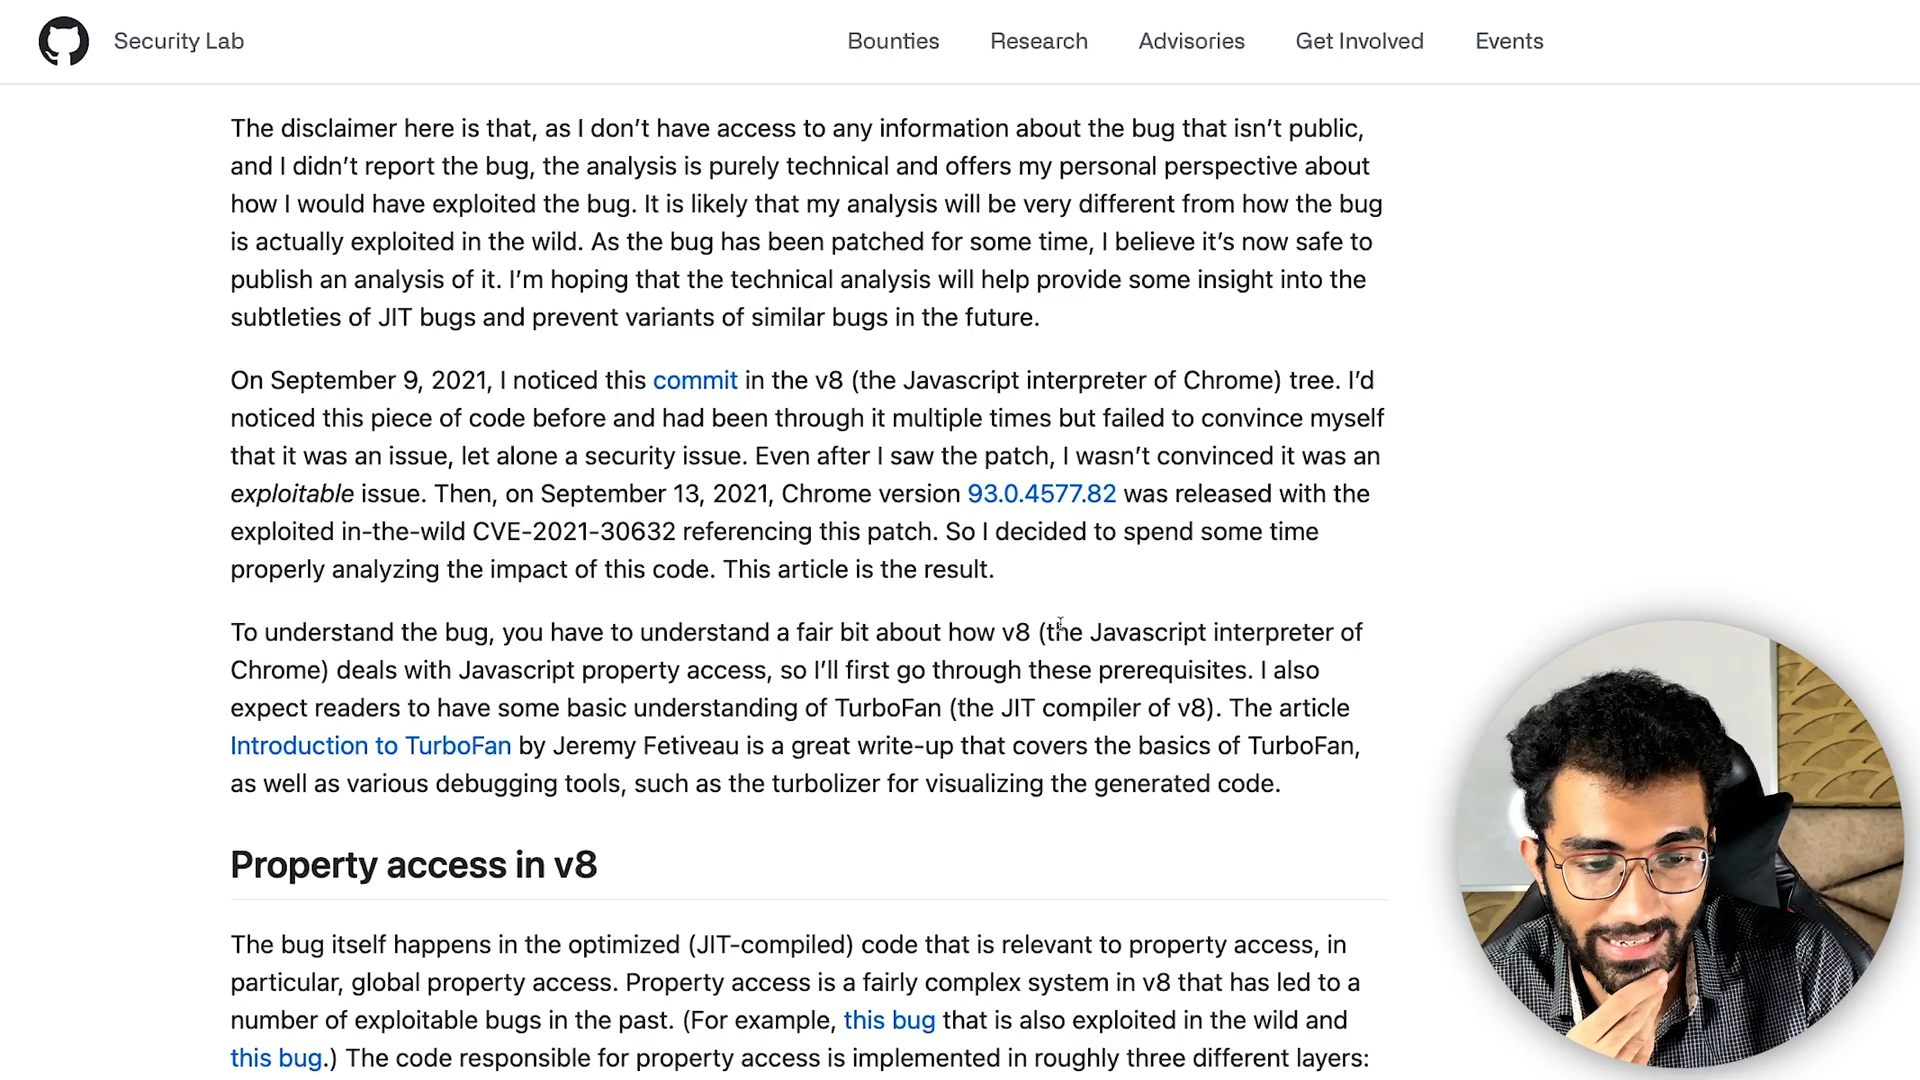 Security Lab
Bounties
Research
Advisories
Get Involved
Events
The disclaimer here is that, as I don’t have access to any information about the bug that isn’t public,
and I didn’t report the bug, the analysis is purely technical and offers my personal perspective about
how I would have exploited the bug. It is likely that my analysis will be very different from how the bug
is actually exploited in the wild. As the bug has been patched for some time, I believe it’s now safe to
publish an analysis of it. I’m hoping that the technical analysis will help provide some insight into the
subtleties of JIT bugs and prevent variants of similar bugs in the future.
On September 9, 2021, I noticed this commit in the v8 (the Javascript interpreter of Chrome) tree. I’d
noticed this piece of code before and had been through it multiple times but failed to convince myself
that it was an issue, let alone a security issue. Even after I saw the patch, I wasn’t convinced it was an
exploitable issue. Then, on September 13, 2021, Chrome version 93.0.4577.82 was released with the
exploited in-the-wild CVE-2021-30632 referencing this patch. So I decided to spend some time
properly analyzing the impact of this code. This article is the result.
To understand the bug, you have to understand a fair bit about how v8 (the Javascript interpreter of
Chrome) deals with Javascript property access, so I’ll first go through these prerequisites. I also
expect readers to have some basic understanding of TurboFan (the JIT compiler of v8). The article
Introduction to TurboFan by Jeremy Fetiveau is a great write-up that covers the basics of TurboFan,
as well as various debugging tools, such as the turbolizer for visualizing the generated code.
Property access in v8
The bug itself happens in the optimized (JIT-compiled) code that is relevant to property access, in
particular, global property access. Property access is a fairly complex system in v8 that has led to a
number of exploitable bugs in the past. (For example, this bug that is also exploited in the wild and
this bug.) The code responsible for property access is implemented in roughly three different layers: